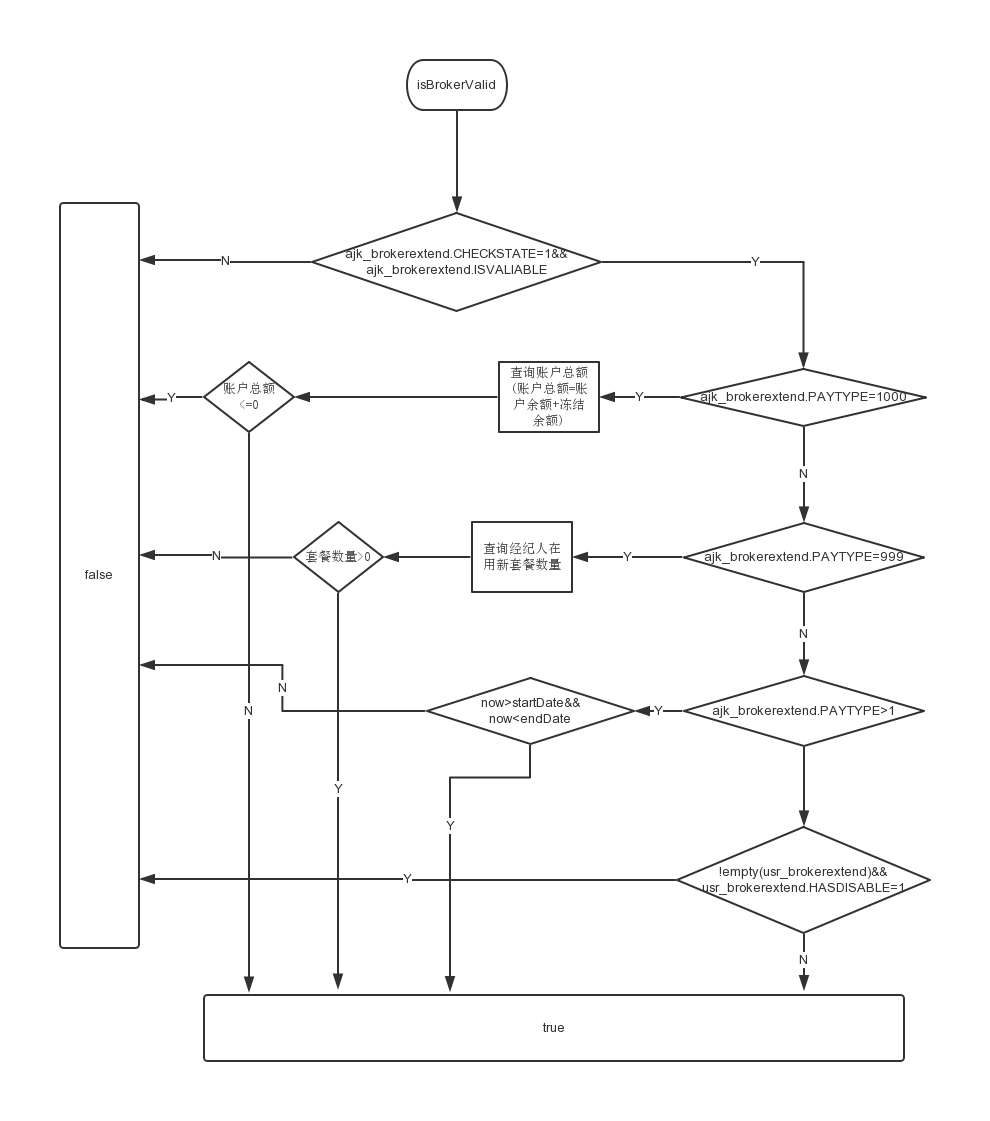 isBrokerValid
ajk_brokerextend.CHECKSTATE=1&&
ajk_brokerextend.ISVALIABLE
N
Y
账户总额
<=0
Y
查询账户总额
(账户总额=账
户余额+冻结
余额)
Y
ajk_brokerextend.PAYTYPE=1000
N
套餐数量>0
N
查询经纪人在
用新套餐数量
Y
ajk_brokerextend.PAYTYPE=999
false
N
N
now>startDate&&
now<endDate
Y
ajk_brokerextend.PAYTYPE>1
N
Y
Y
Y
!empty(usr_brokerextend)&&
usr_brokerextend.HASDISABLE=1
N
true